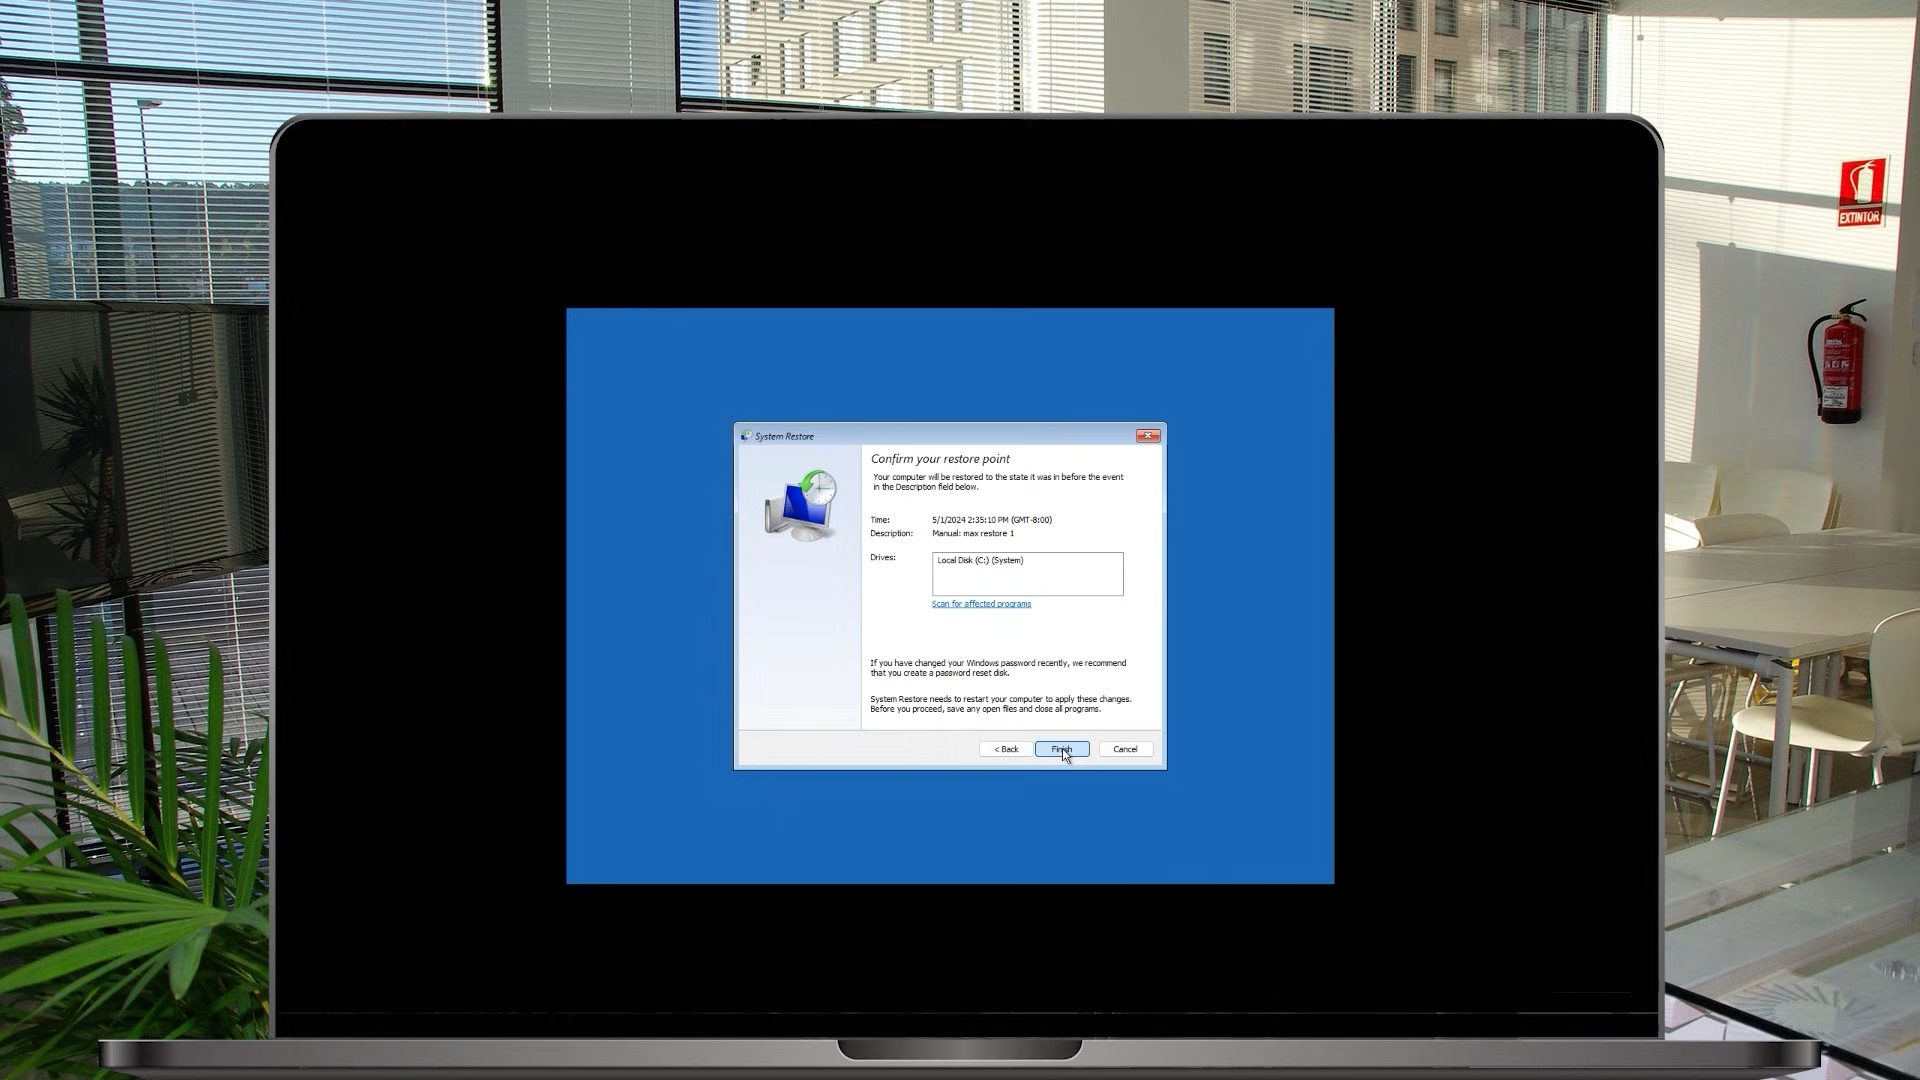 EXTINTOR
System Restore
Confirm your restore point
Your computer will be restored to the state it was in before the event
in the Description field below.
Time: 5/1/2024 2:35:10 PM (GMT-8:00)
Description: Manual: max restore 1
Drives: Local Disk (C:) (System)
Scan for affected programs
If you have changed your Windows password recently, we recommend
that you create a password reset disk.
System Restore needs to restart your computer to apply these changes.
Before you proceed, save any open files and close all programs.
< Back Finish Cancel